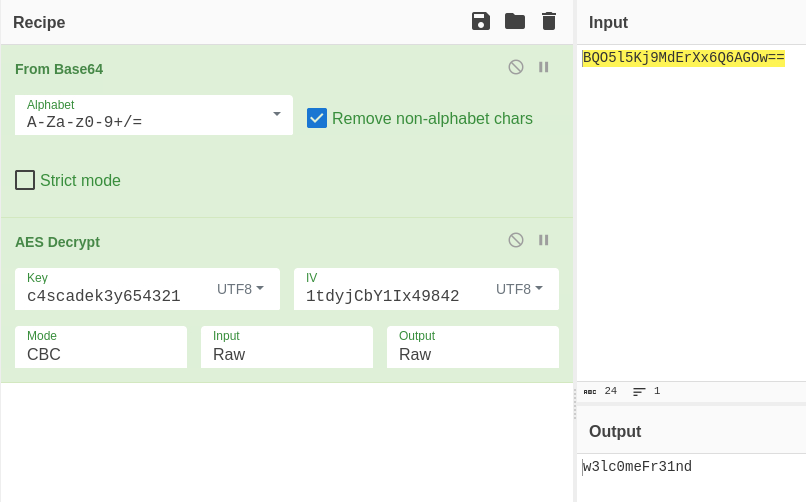 Recipe
From Base64
Alphabet
A-Za-z0-9+/=
Remove non-alphabet chars
Strict mode
AES Decrypt
Key
c4scadek3y654321
UTF8
IV
1tdyjCbY1Ix49842
UTF8
Mode
CBC
Input
Raw
Output
Raw
Input
BQO5l5Kj9MdErXx6Q6AGOw==
ABC 24 1
Output
w3lc0meFr31nd